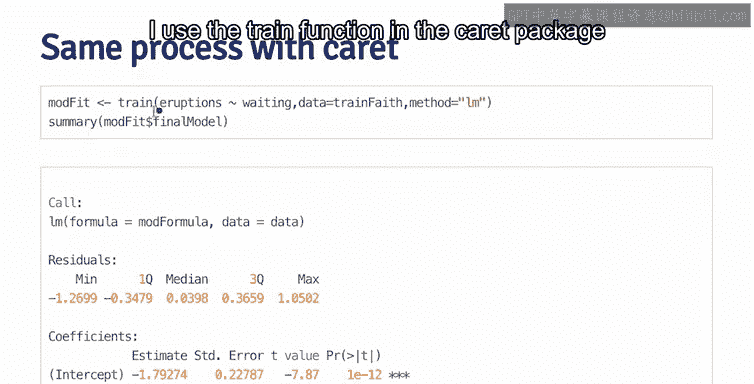 I use the train function in the caret package
Same process with caret
modFit <- train(eruptions ~ waiting,data=trainFaith,method="lm")
summary(modFit$finalModel)
Call:
lm(formula = modFormula, data = data)
Residuals:
Min 1Q Median 3Q Max
-1.2699 -0.3479 0.0398 0.3659 1.0502
Coefficients:
Estimate Std. Error t value Pr(>|t|)
(Intercept) -1.79274 0.22787 -7.87 1e-12 ***